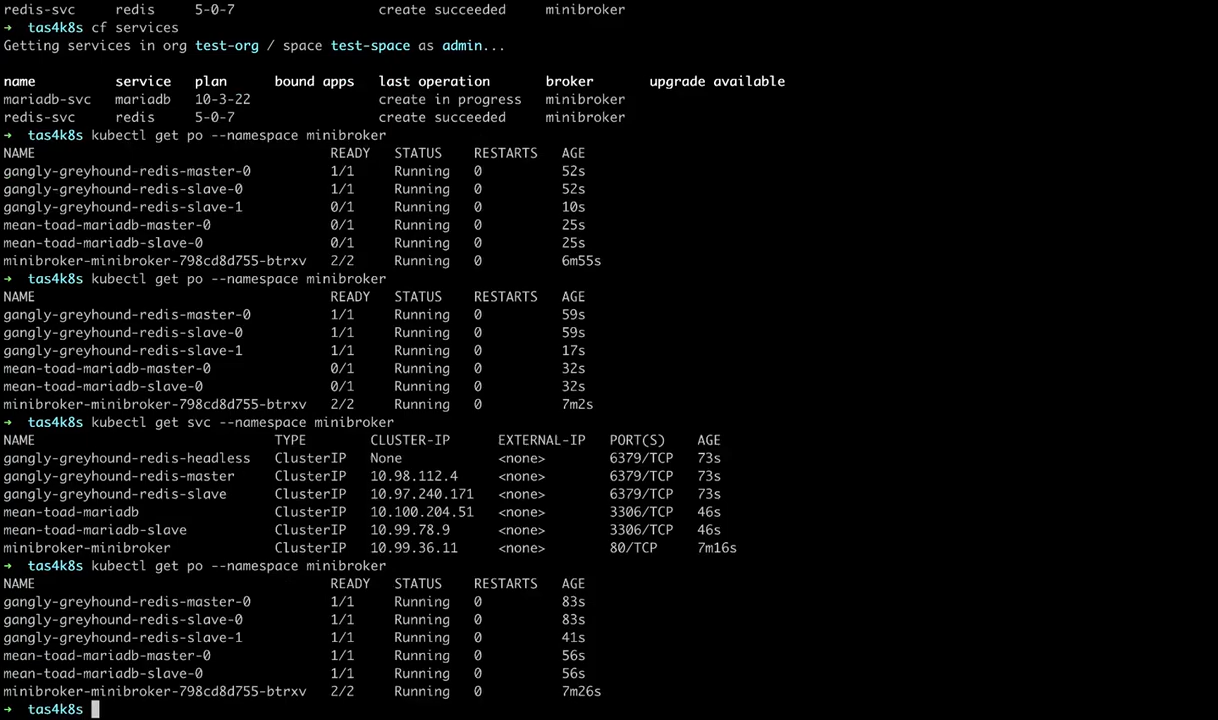 redis-svc    redis     5-0-7                  create succeeded     minibroker
→  tas4k8s cf services
Getting services in org test-org / space test-space as admin...
name          service   plan      bound apps   last operation       broker       upgrade available
mariadb-svc   mariadb   10-3-22                create in progress   minibroker
redis-svc     redis     5-0-7                  create succeeded     minibroker
→  tas4k8s kubectl get po --namespace minibroker
NAME                                     READY   STATUS    RESTARTS   AGE
gangly-greyhound-redis-master-0          1/1     Running   0          52s
gangly-greyhound-redis-slave-0           1/1     Running   0          52s
gangly-greyhound-redis-slave-1           0/1     Running   0          10s
mean-toad-mariadb-master-0               0/1     Running   0          25s
mean-toad-mariadb-slave-0                0/1     Running   0          25s
minibroker-minibroker-798cd8d755-btrxv   2/2     Running   0          6m55s
→  tas4k8s kubectl get po --namespace minibroker
NAME                                     READY   STATUS    RESTARTS   AGE
gangly-greyhound-redis-master-0          1/1     Running   0          59s
gangly-greyhound-redis-slave-0           1/1     Running   0          59s
gangly-greyhound-redis-slave-1           1/1     Running   0          17s
mean-toad-mariadb-master-0               0/1     Running   0          32s
mean-toad-mariadb-slave-0                0/1     Running   0          32s
minibroker-minibroker-798cd8d755-btrxv   2/2     Running   0          7m2s
→  tas4k8s kubectl get svc --namespace minibroker
NAME                              TYPE        CLUSTER-IP      EXTERNAL-IP   PORT(S)    AGE
gangly-greyhound-redis-headless   ClusterIP   None            <none>        6379/TCP   73s
gangly-greyhound-redis-master     ClusterIP   10.98.112.4     <none>        6379/TCP   73s
gangly-greyhound-redis-slave      ClusterIP   10.97.240.171   <none>        6379/TCP   73s
mean-toad-mariadb                 ClusterIP   10.100.204.51   <none>        3306/TCP   46s
mean-toad-mariadb-slave           ClusterIP   10.99.78.9      <none>        3306/TCP   46s
minibroker-minibroker             ClusterIP   10.99.36.11     <none>        80/TCP     7m16s
→  tas4k8s kubectl get po --namespace minibroker
NAME                                     READY   STATUS    RESTARTS   AGE
gangly-greyhound-redis-master-0          1/1     Running   0          83s
gangly-greyhound-redis-slave-0           1/1     Running   0          83s
gangly-greyhound-redis-slave-1           1/1     Running   0          41s
mean-toad-mariadb-master-0               1/1     Running   0          56s
mean-toad-mariadb-slave-0                1/1     Running   0          56s
minibroker-minibroker-798cd8d755-btrxv   2/2     Running   0          7m26s
→  tas4k8s